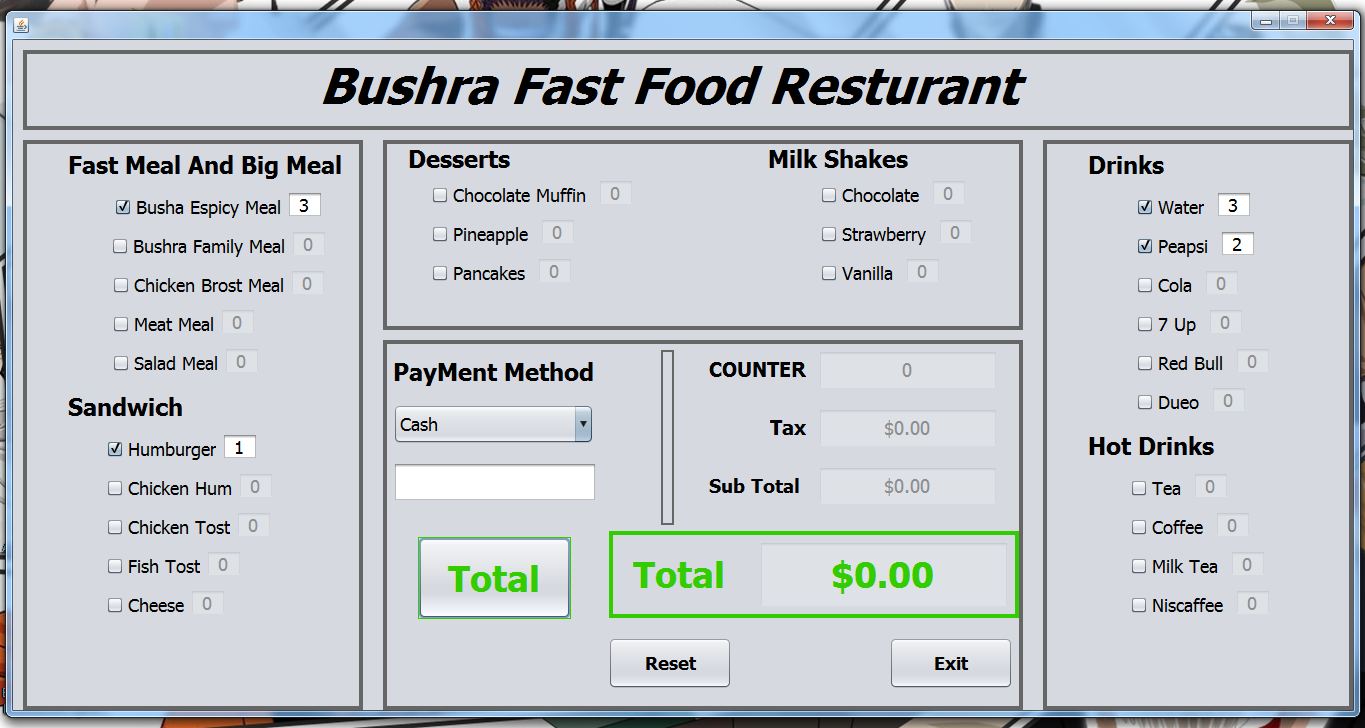 Bushra Fast Food Resturant
Fast Meal And Big Meal
Busha Espicy Meal 3
Bushra Family Meal 0
Chicken Brost Meal 0
Meat Meal 0
Salad Meal 0
Sandwich
Humburger 1
Chicken Hum 0
Chicken Tost 0
Fish Tost 0
Cheese 0
Desserts
Chocolate Muffin 0
Pineapple 0
Pancakes 0
Milk Shakes
Chocolate 0
Strawberry 0
Vanilla 0
PayMent Method
Cash
Total
COUNTER 0
Tax $0.00
Sub Total $0.00
Total $0.00
Reset
Exit
Drinks
Water 3
Peapsi 2
Cola 0
7 Up 0
Red Bull 0
Dueo 0
Hot Drinks
Tea 0
Coffee 0
Milk Tea 0
Niscaffee 0